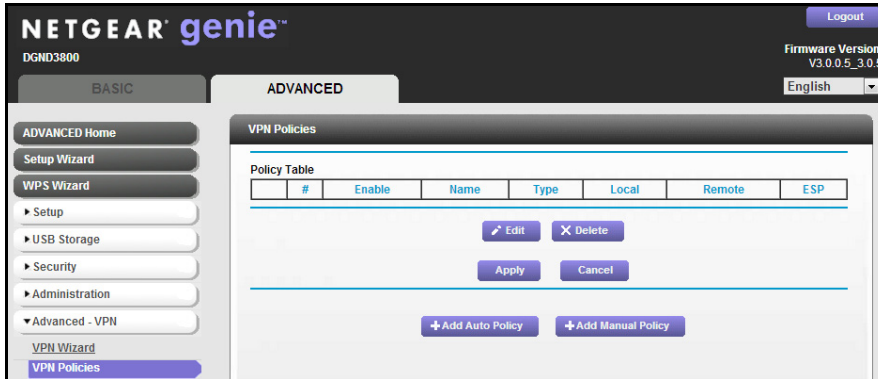 NETGEAR® genie™
Logout
DGND3800
Firmware Version
V3.0.0.5_3.0.5
English
BASIC
ADVANCED
ADVANCED Home
Setup Wizard
WPS Wizard
Setup
USB Storage
Security
Administration
Advanced - VPN
VPN Wizard
VPN Policies
VPN Policies
Policy Table
# Enable Name Type Local Remote ESP
Edit Delete
Apply Cancel
+Add Auto Policy +Add Manual Policy